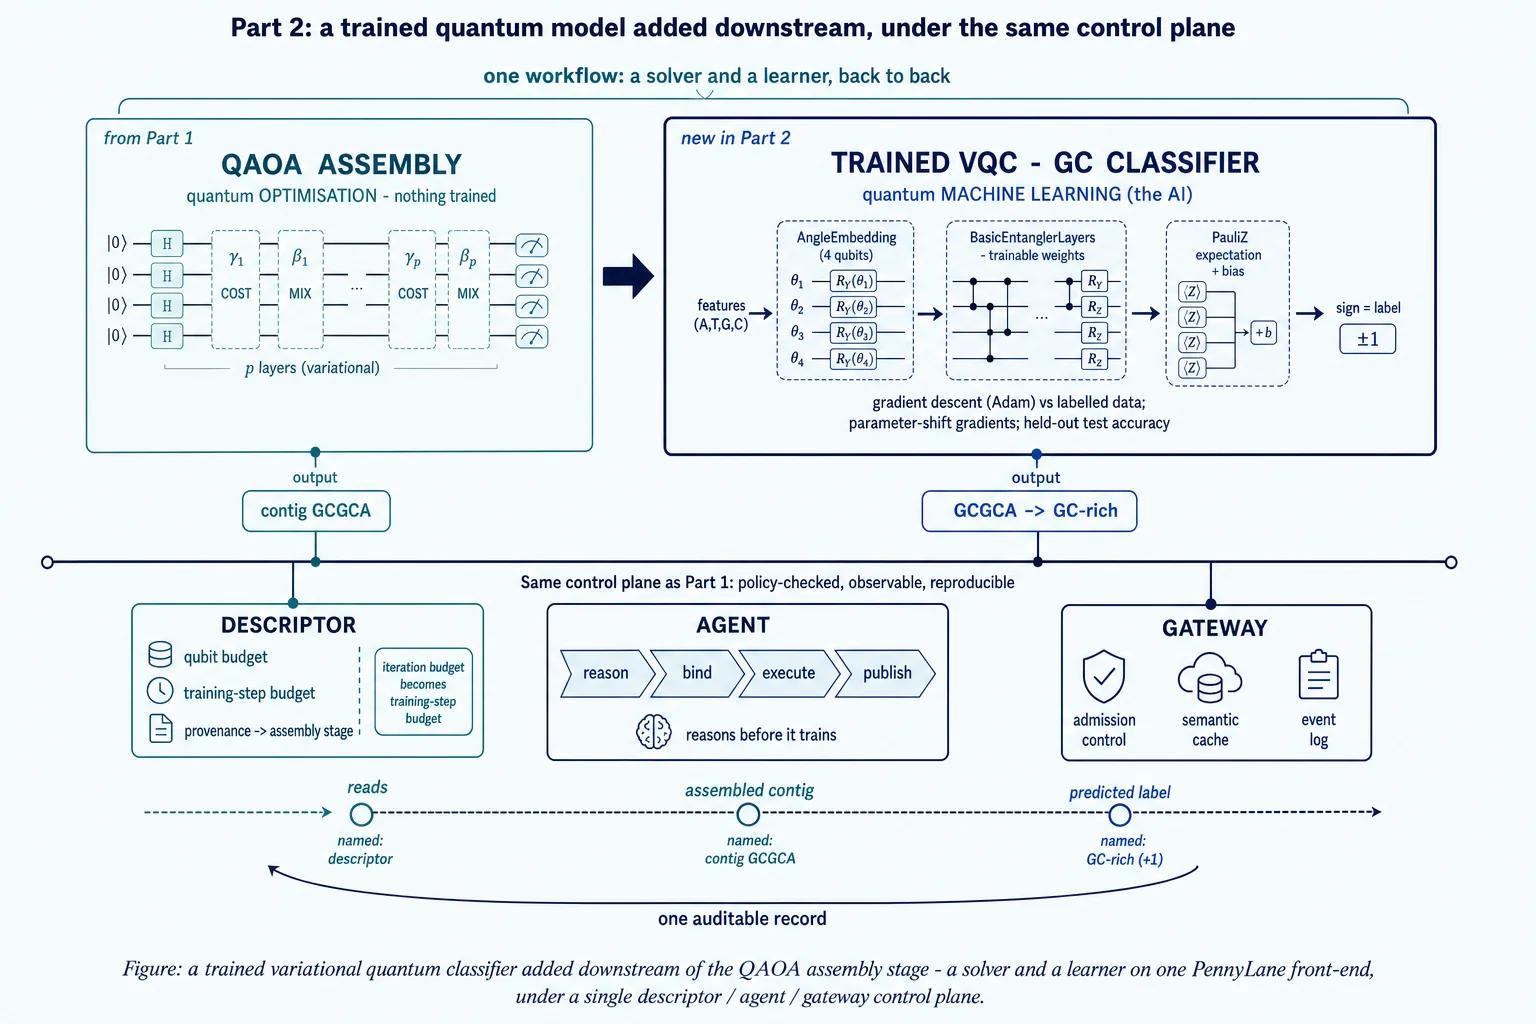 Part 2: a trained quantum model added downstream, under the same control plane
one workflow: a solver and a learner, back to back
from Part 1
QAOA ASSEMBLY
quantum OPTIMISATION - nothing trained
|0⟩ H
|0⟩ H
|0⟩ H
|0⟩ H
γ1
COST
β1
MIX
...
γp
COST
βp
MIX
p layers (variational)
new in Part 2
TRAINED VQC - GC CLASSIFIER
quantum MACHINE LEARNING (the AI)
features
(A,T,G,C)
AngleEmbedding
(4 qubits)
θ1 RY(θ1)
θ2 RY(θ2)
θ3 RY(θ3)
θ4 RY(θ4)
BasicEntanglerLayers
- trainable weights
...
RY
RZ
RZ
RZ
PauliZ
expectation
+ bias
⟨Z⟩
⟨Z⟩
⟨Z⟩
⟨Z⟩
+b
sign = label
±1
gradient descent (Adam) vs labelled data;
parameter-shift gradients; held-out test accuracy
output
contig GCGCA
output
GCGCA -> GC-rich
Same control plane as Part 1: policy-checked, observable, reproducible
DESCRIPTOR
qubit budget
training-step budget
provenance -> assembly stage
iteration budget
becomes
training-step
budget
AGENT
reason
bind
execute
publish
reasons before it trains
GATEWAY
admission
control
semantic
cache
event
log
reads
named:
descriptor
assembled contig
named:
contig GCGCA
predicted label
named:
GC-rich (+1)
one auditable record
Figure: a trained variational quantum classifier added downstream of the QAOA assembly stage - a solver and a learner on one PennyLane front-end,
under a single descriptor / agent / gateway control plane.